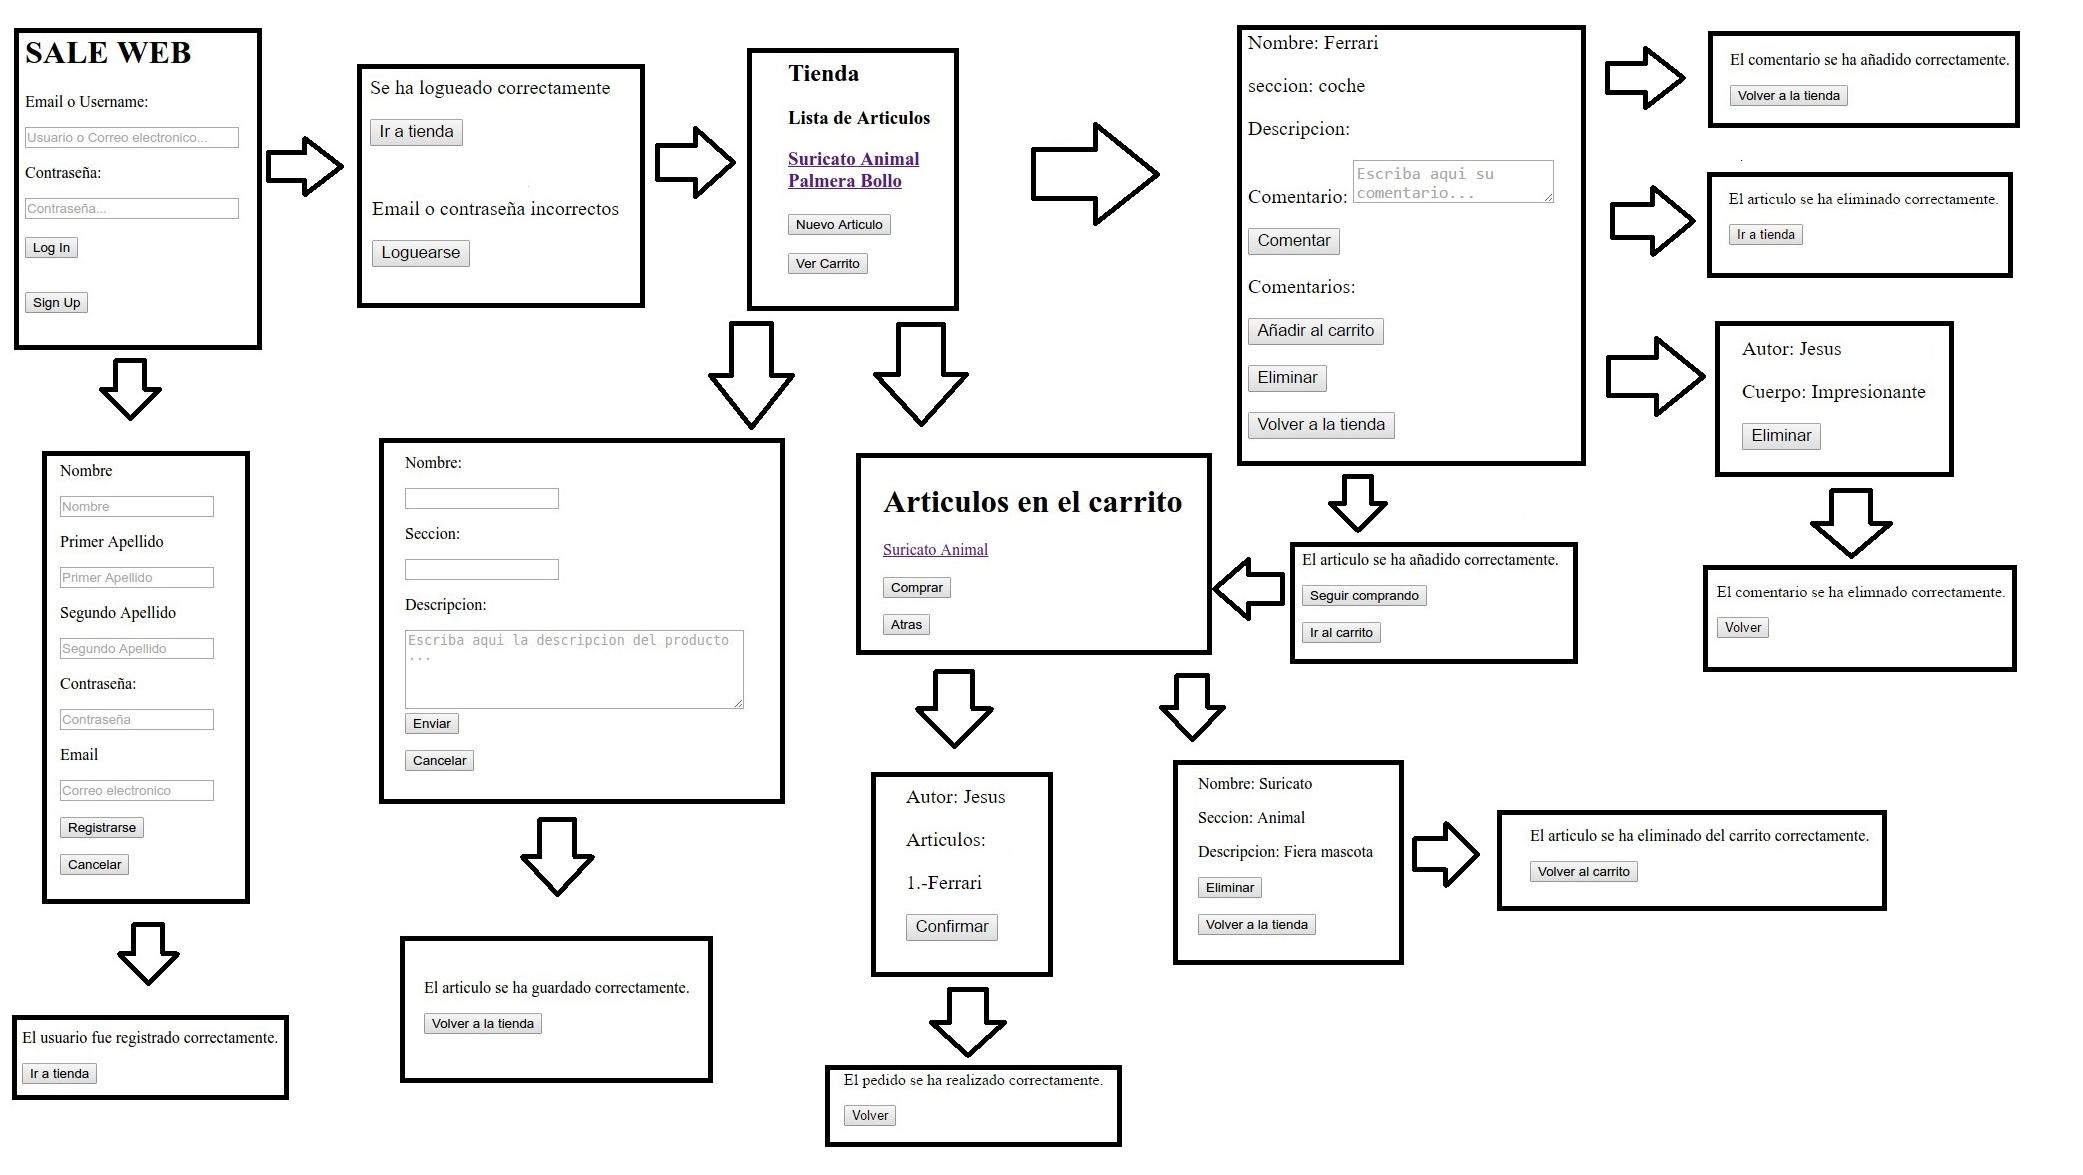 SALE WEB
Email o Username:
Usuario o Correo electronico...
Contraseña:
Contraseña...
Log In
Sign Up
Se ha logueado correctamente
Ir a tienda
Email o contraseña incorrectos
Loguearse
Tienda
Lista de Articulos
Suricato Animal
Palmera Bollo
Nuevo Articulo
Ver Carrito
Nombre: Ferrari
seccion: coche
Descripcion:
Comentario: Escriba aqui su
comentario...
Comentar
Comentarios:
Añadir al carrito
Eliminar
Volver a la tienda
El comentario se ha añadido correctamente.
Volver a la tienda
El articulo se ha eliminado correctamente.
Ir a tienda
Autor: Jesus
Cuerpo: Impresionante
Eliminar
El comentario se ha elimnado correctamente.
Volver
Nombre
Nombre
Primer Apellido
Primer Apellido
Segundo Apellido
Segundo Apellido
Contraseña:
Contraseña
Email
Correo electronico
Registrarse
Cancelar
El usuario fue registrado correctamente.
Ir a tienda
Nombre:
Seccion:
Descripcion:
Escriba aqui la descripcion del producto
...
Enviar
Cancelar
El articulo se ha guardado correctamente.
Volver a la tienda
Articulos en el carrito
Suricato Animal
Comprar
Atras
El articulo se ha añadido correctamente.
Seguir comprando
Ir al carrito
Autor: Jesus
Articulos:
1.-Ferrari
Confirmar
El pedido se ha realizado correctamente.
Volver
Nombre: Suricato
Seccion: Animal
Descripcion: Fiera mascota
Eliminar
Volver a la tienda
El articulo se ha eliminado del carrito correctamente.
Volver al carrito